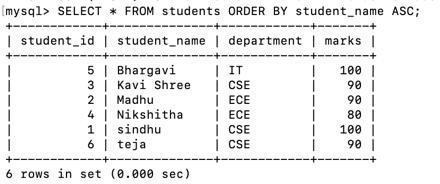 mysql> SELECT * FROM students ORDER BY student_name ASC;
+------------+--------------+------------+-------+
| student_id | student_name | department | marks |
+------------+--------------+------------+-------+
|          5 | Bhargavi     | IT         |   100 |
|          3 | Kavi Shree   | CSE        |    90 |
|          2 | Madhu        | ECE        |    90 |
|          4 | Nikshitha    | ECE        |    80 |
|          1 | sindhu       | CSE        |   100 |
|          6 | teja         | CSE        |    90 |
+------------+--------------+------------+-------+
6 rows in set (0.000 sec)